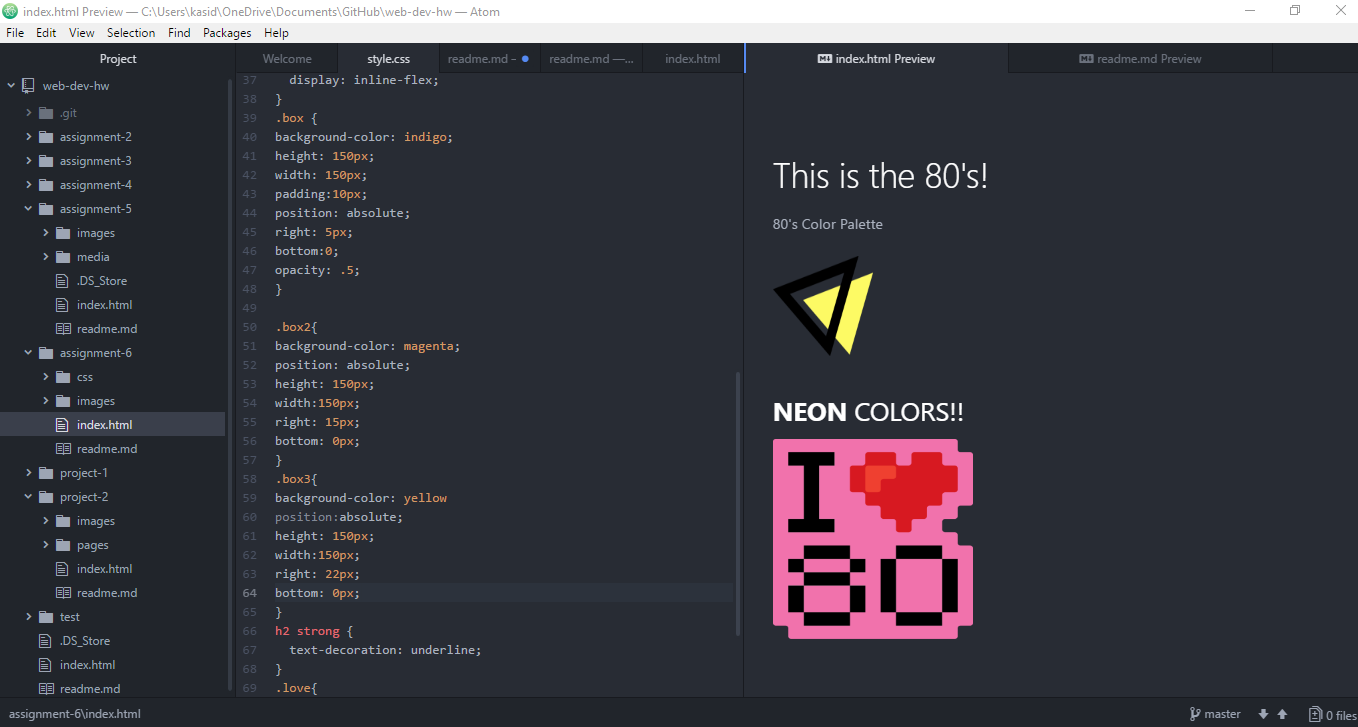 index.html Preview — C:\Users\kasid\OneDrive\Documents\GitHub\web-dev-hw — Atom
File Edit View Selection Find Packages Help
Project
web-dev-hw
.git
assignment-2
assignment-3
assignment-4
assignment-5
images
media
.DS_Store
index.html
readme.md
assignment-6
css
images
index.html
readme.md
project-1
project-2
images
pages
index.html
readme.md
test
.DS_Store
index.html
readme.md
Welcome style.css readme.md - readme.md —... index.html
37 display: inline-flex;
38 }
39 .box {
40 background-color: indigo;
41 height: 150px;
42 width: 150px;
43 padding:10px;
44 position: absolute;
45 right: 5px;
46 bottom:0;
47 opacity: .5;
48 }
49
50 .box2{
51 background-color: magenta;
52 position: absolute;
53 height: 150px;
54 width:150px;
55 right: 15px;
56 bottom: 0px;
57 }
58 .box3{
59 background-color: yellow
60 position:absolute;
61 height: 150px;
62 width:150px;
63 right: 22px;
64 bottom: 0px;
65 }
66 h2 strong {
67 text-decoration: underline;
68 }
69 .love{
index.html Preview readme.md Preview
This is the 80's!
80's Color Palette
NEON COLORS!!
I
80
assignment-6\index.html master 0 files